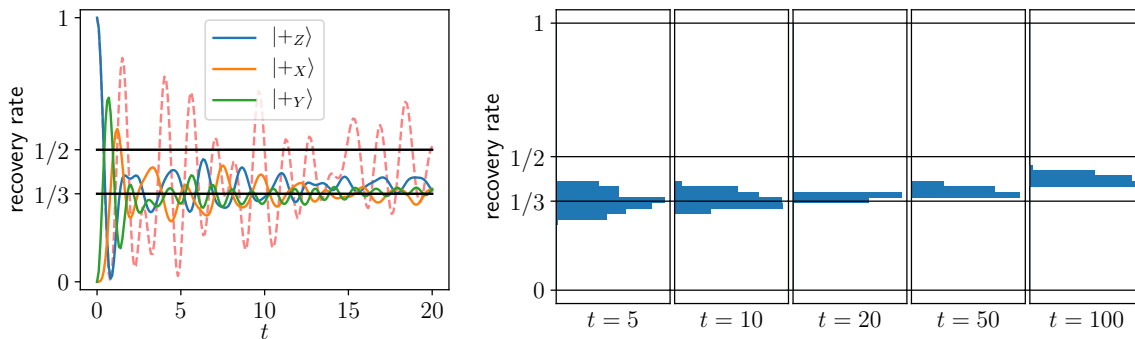 recovery rate
1
1/2
1/3
0
|+_Z⟩
|+_X⟩
|+_Y⟩
0 5 10 15 20
t
recovery rate
1
1/2
1/3
0
t = 5 t = 10 t = 20 t = 50 t = 100